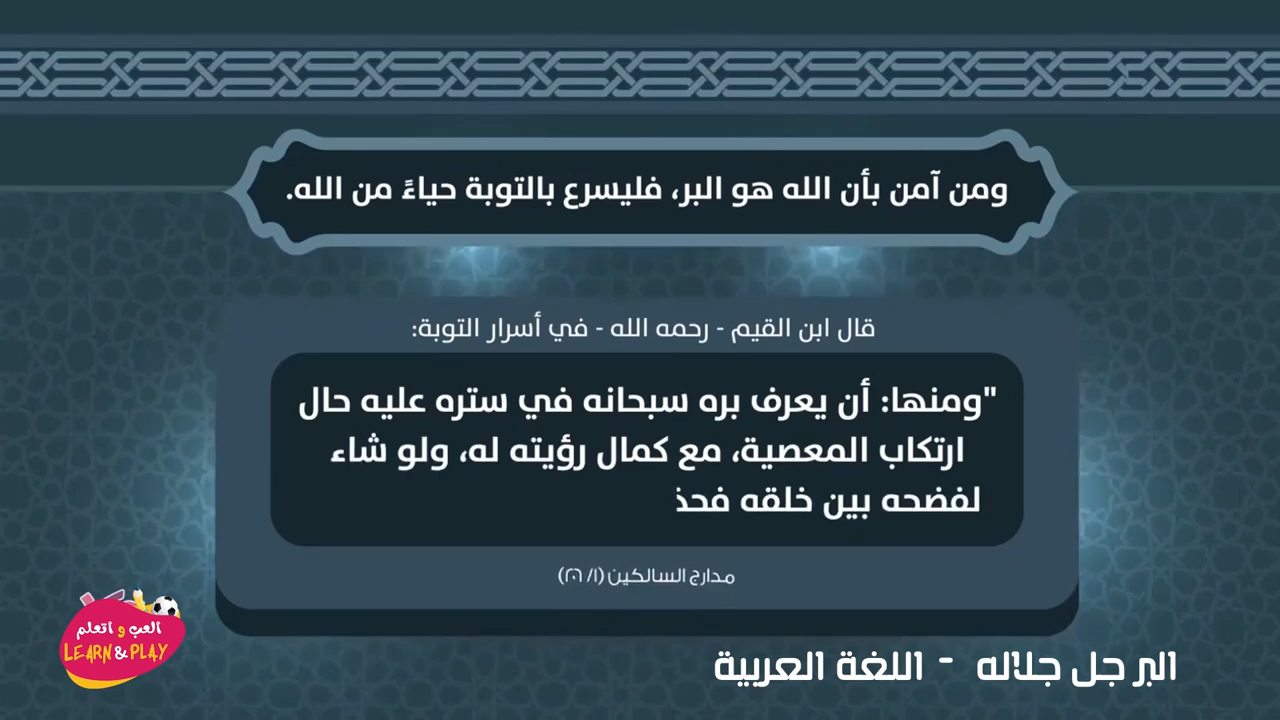 ومن آمن بأن الله هو البر، فليسرع بالتوبة حياءً من الله.
قال ابن القيم - رحمه الله - في أسرار التوبة:
"ومنها: أن يعرف بره سبحانه في ستره عليه حال
ارتكاب المعصية، مع كمال رؤيته له، ولو شاء
لفضحه بين خلقه فحذ
مدارج السالكين (١/ ٢٠٦)
العب و اتعلم
LEARN & PLAY
البر جل جلاله - اللغة العربية